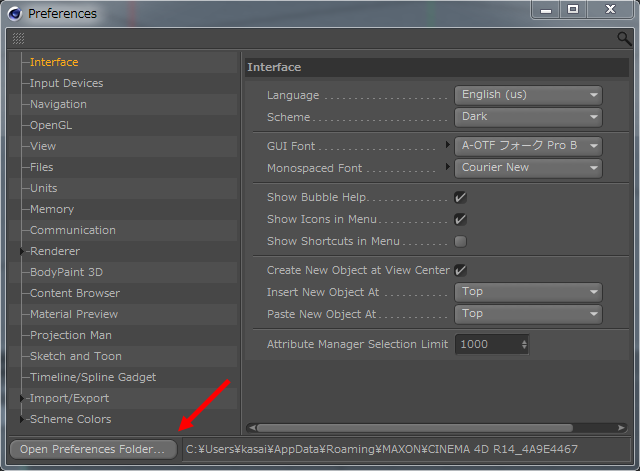 Preferences
Interface
Input Devices
Navigation
OpenGL
View
Files
Units
Memory
Communication
Renderer
BodyPaint 3D
Content Browser
Material Preview
Projection Man
Sketch and Toon
Timeline/Spline Gadget
Import/Export
Scheme Colors
Interface
Language . . . . . . . . . . . . . . . English (us)
Scheme . . . . . . . . . . . . . . . . Dark
GUI Font . . . . . . . . . . . . . . A-OTF フォーク Pro B
Monospaced Font . . . . . . . . . Courier New
Show Bubble Help. . . . . . . . . .
Show Icons in Menu . . . . . . . .
Show Shortcuts in Menu . . . . .
Create New Object at View Center
Insert New Object At . . . . . . . Top
Paste New Object At . . . . . . . Top
Attribute Manager Selection Limit 1000
Open Preferences Folder... C:¥Users¥kasai¥AppData¥Roaming¥MAXON¥CINEMA 4D R14_4A9E4467